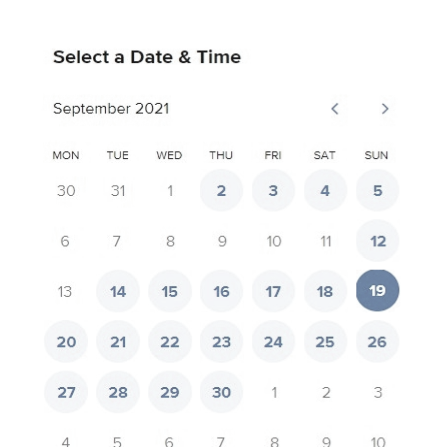 Select a Date & Time
September 2021
MON TUE WED THU FRI SAT SUN
30 31 1 2 3 4 5
6 7 8 9 10 11 12
13 14 15 16 17 18 19
20 21 22 23 24 25 26
27 28 29 30 1 2 3
4 5 6 7 8 9 10